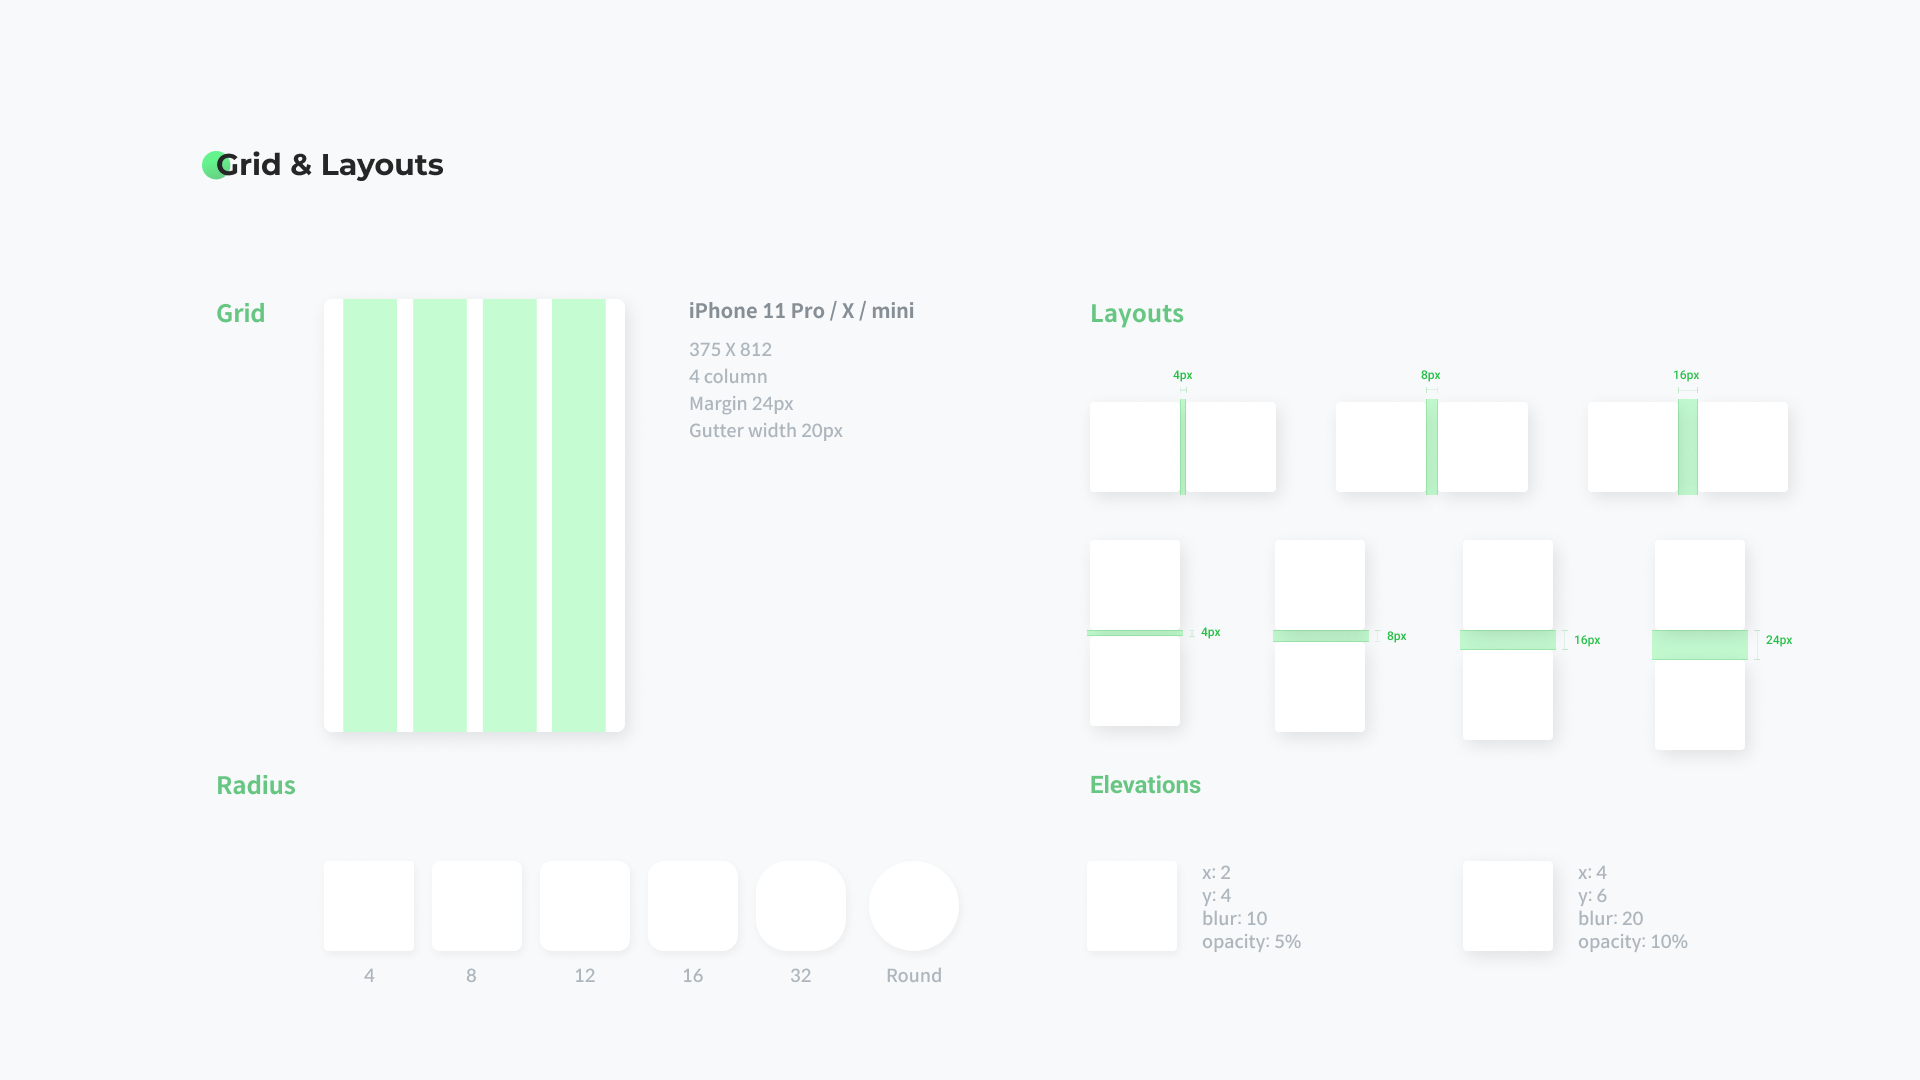 Grid & Layouts
Grid
iPhone 11 Pro / X / mini
375 X 812
4 column
Margin 24px
Gutter width 20px
Layouts
4px
8px
16px
4px
8px
16px
24px
Radius
4
8
12
16
32
Round
Elevations
x: 2
y: 4
blur: 10
opacity: 5%
x: 4
y: 6
blur: 20
opacity: 10%